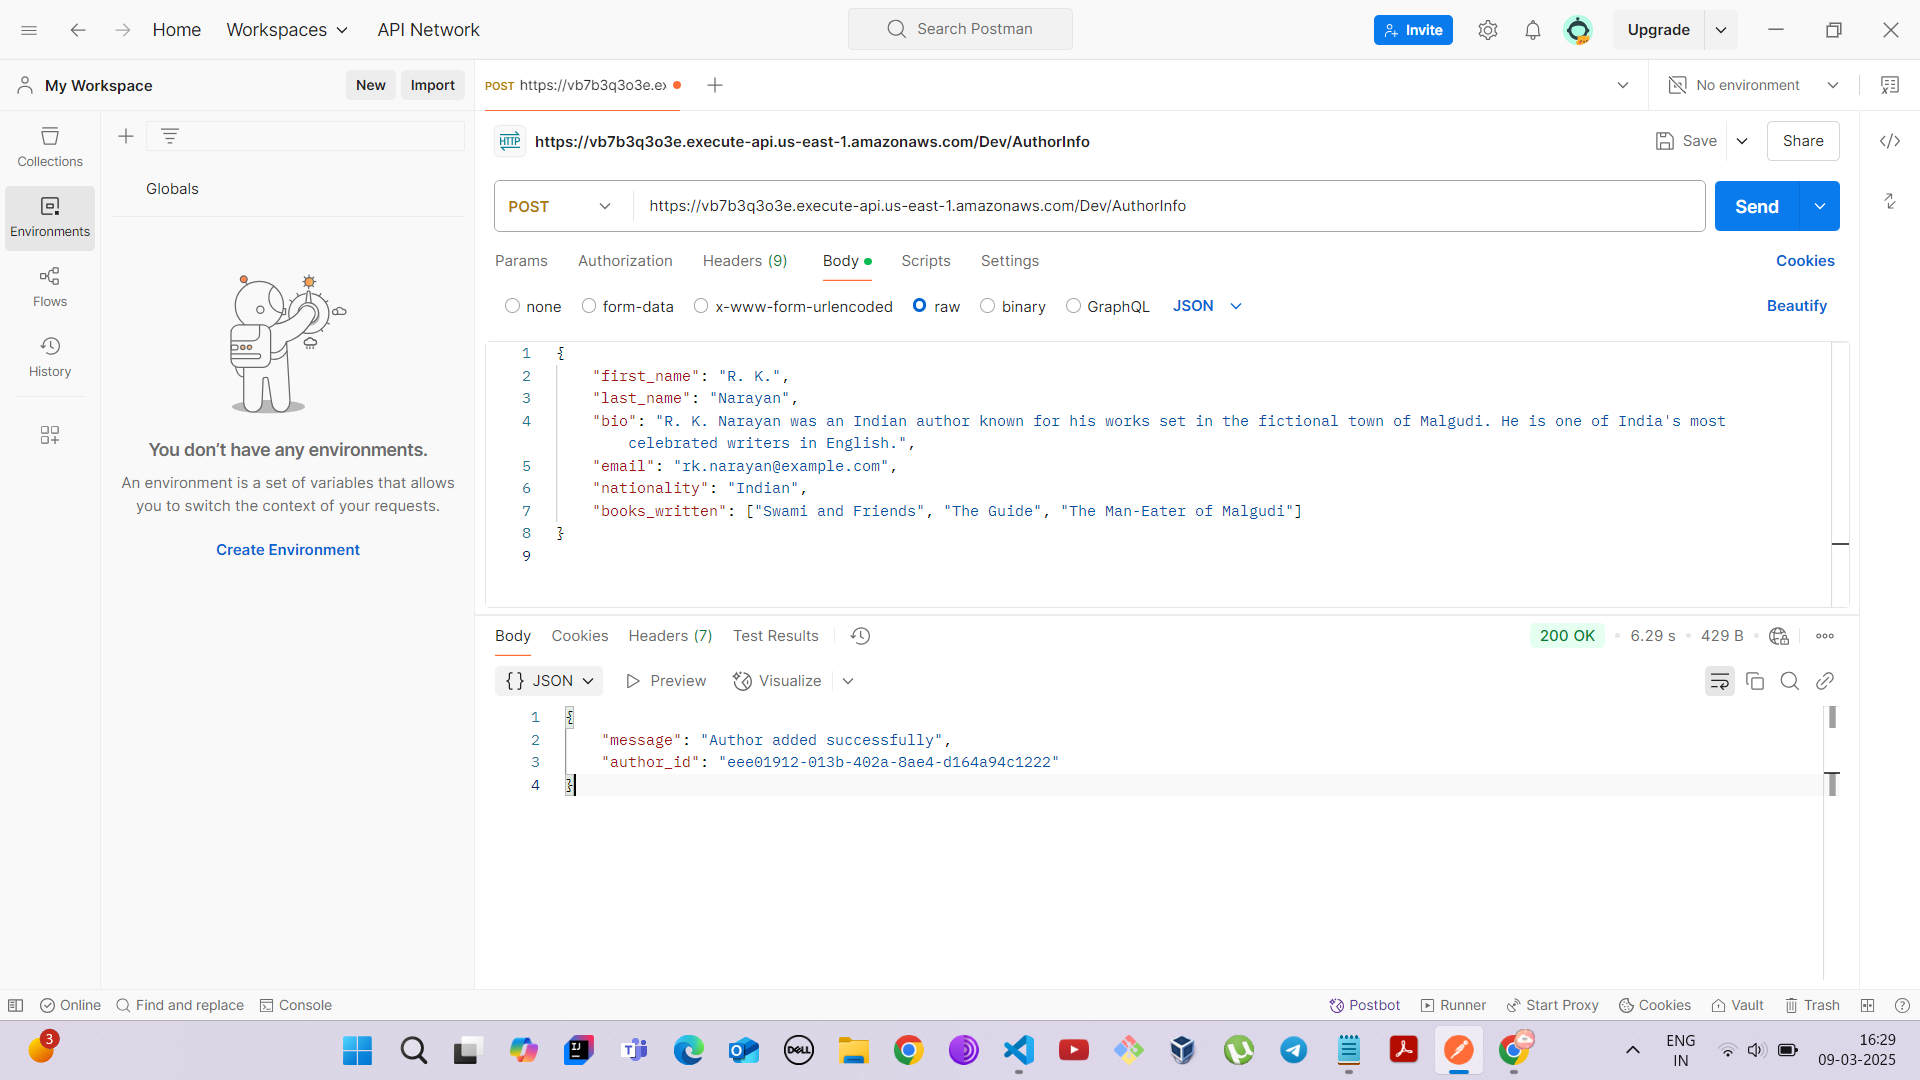 Home
Workspaces
API Network
Search Postman
Invite
Upgrade
My Workspace
New
Import
POST https://vb7b3q3o3e.ex
No environment
Collections
Environments
Flows
History
Globals
You don't have any environments.
An environment is a set of variables that allows
you to switch the context of your requests.
Create Environment
HTTP https://vb7b3q3o3e.execute-api.us-east-1.amazonaws.com/Dev/AuthorInfo
Save
Share
POST
https://vb7b3q3o3e.execute-api.us-east-1.amazonaws.com/Dev/AuthorInfo
Send
Params Authorization Headers (9) Body Scripts Settings
Cookies
none form-data x-www-form-urlencoded raw binary GraphQL JSON
Beautify
1 {
2 "first_name": "R. K.",
3 "last_name": "Narayan",
4 "bio": "R. K. Narayan was an Indian author known for his works set in the fictional town of Malgudi. He is one of India's most
celebrated writers in English.",
5 "email": "rk.narayan@example.com",
6 "nationality": "Indian",
7 "books_written": ["Swami and Friends", "The Guide", "The Man-Eater of Malgudi"]
8 }
9
Body Cookies Headers (7) Test Results
200 OK • 6.29 s • 429 B
{} JSON Preview Visualize
1 {
2 "message": "Author added successfully",
3 "author_id": "eee01912-013b-402a-8ae4-d164a94c1222"
4 }
Online Find and replace Console
Postbot Runner Start Proxy Cookies Vault Trash
3
IJ
DELL
ENG
IN
16:29
09-03-2025